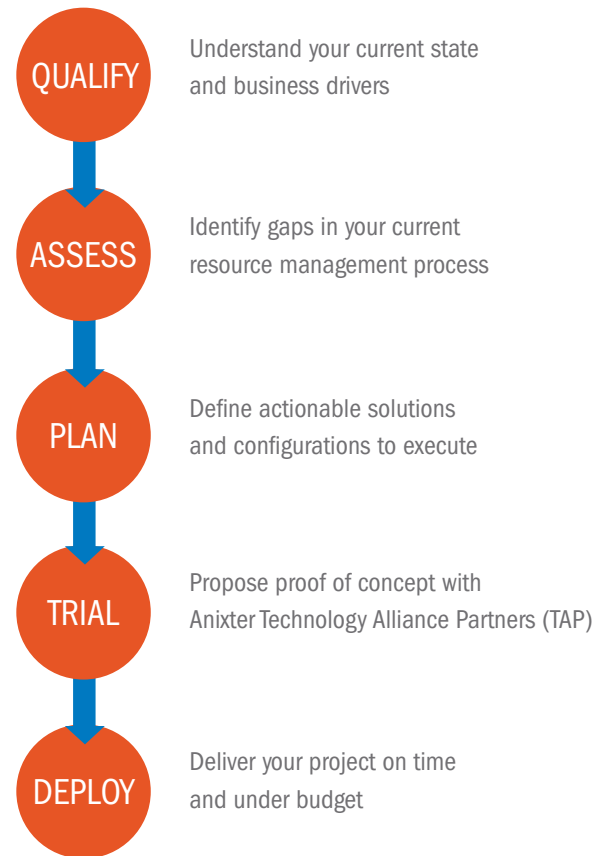 QUALIFY
Understand your current state
and business drivers
ASSESS
Identify gaps in your current
resource management process
PLAN
Define actionable solutions
and configurations to execute
TRIAL
Propose proof of concept with
Anixter Technology Alliance Partners (TAP)
DEPLOY
Deliver your project on time
and under budget